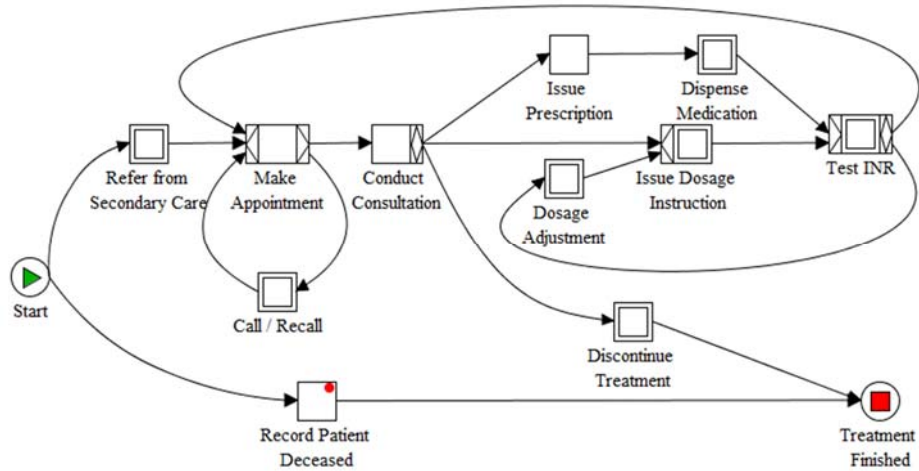 Issue
Prescription
Dispense
Medication
Refer from
Secondary Care
Make
Appointment
Conduct
Consultation
Issue Dosage
Instruction
Test INR
Dosage
Adjustment
Start
Call / Recall
Discontinue
Treatment
Record Patient
Deceased
Treatment
Finished